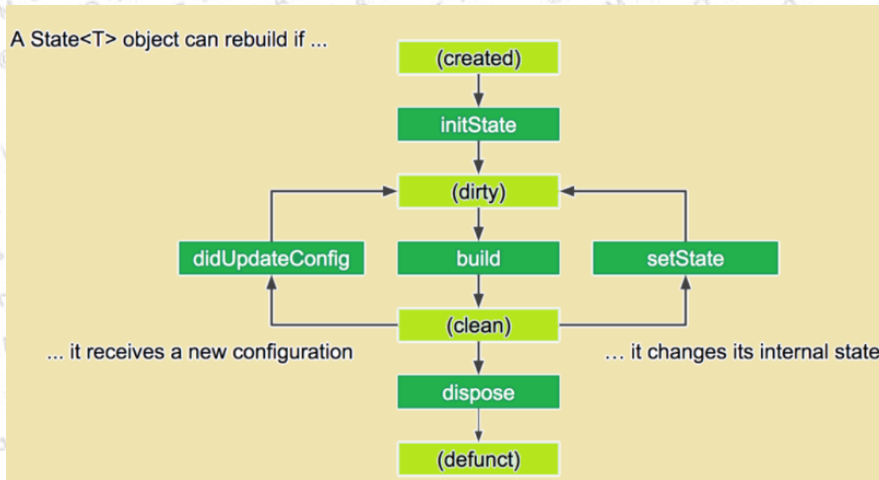 A State<T> object can rebuild if ...
(created)
initState
(dirty)
didUpdateConfig
build
setState
(clean)
... it receives a new configuration
... it changes its internal state
dispose
(defunct)